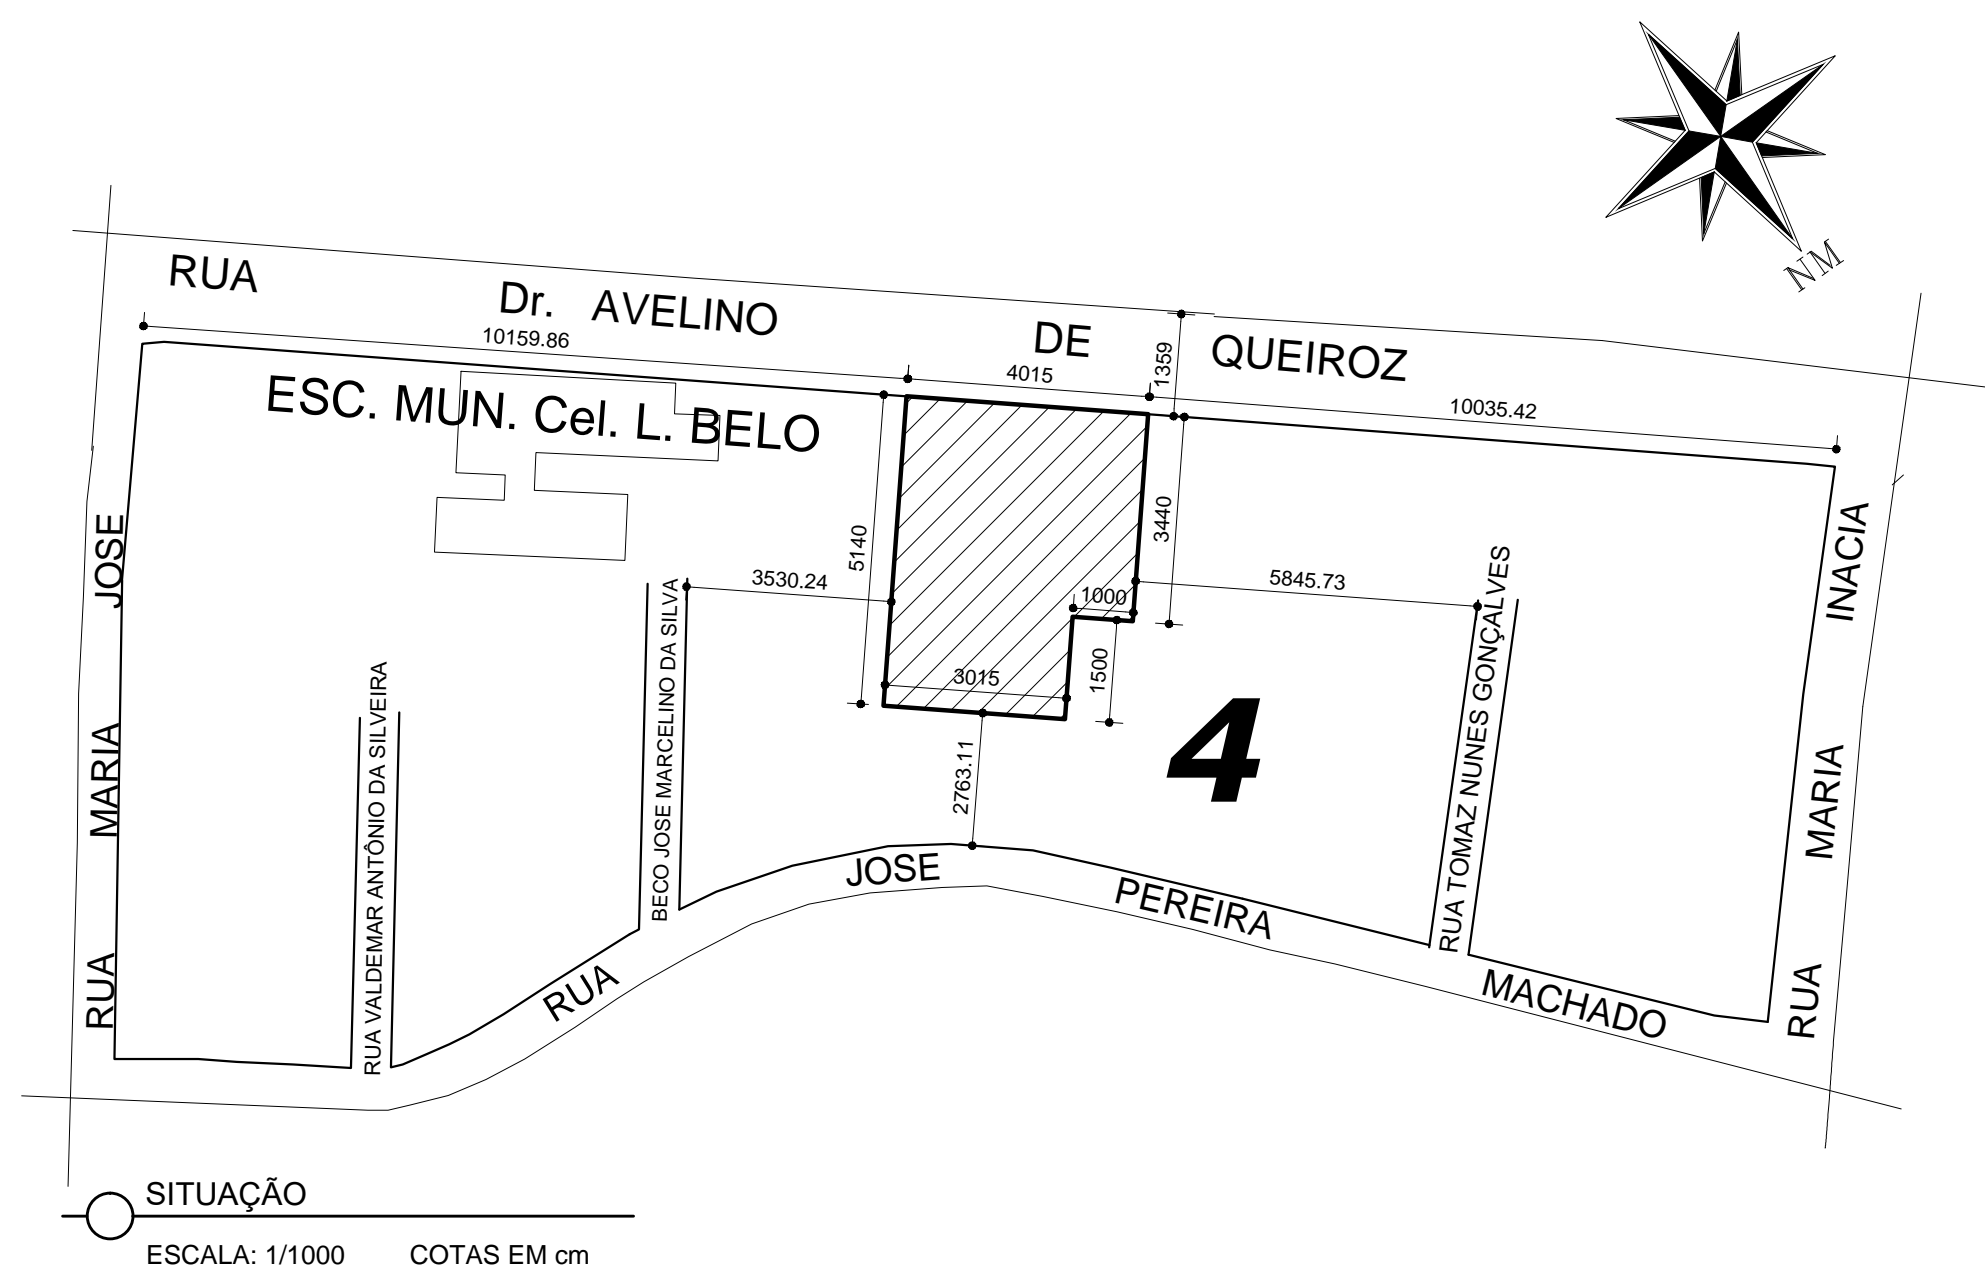 NM
RUA Dr. AVELINO DE QUEIROZ
10159.86
4015
1359
10035.42
ESC. MUN. Cel. L. BELO
5140
3440
3530.24
1000
5845.73
3015
1500
2763.11
4
RUA MARIA JOSE
RUA VALDEMAR ANTÔNIO DA SILVEIRA
BECO JOSE MARCELINO DA SILVA
RUA TOMAZ NUNES GONÇALVES
RUA MARIA INACIA
RUA JOSE PEREIRA MACHADO
SITUAÇÃO
ESCALA: 1/1000 COTAS EM cm